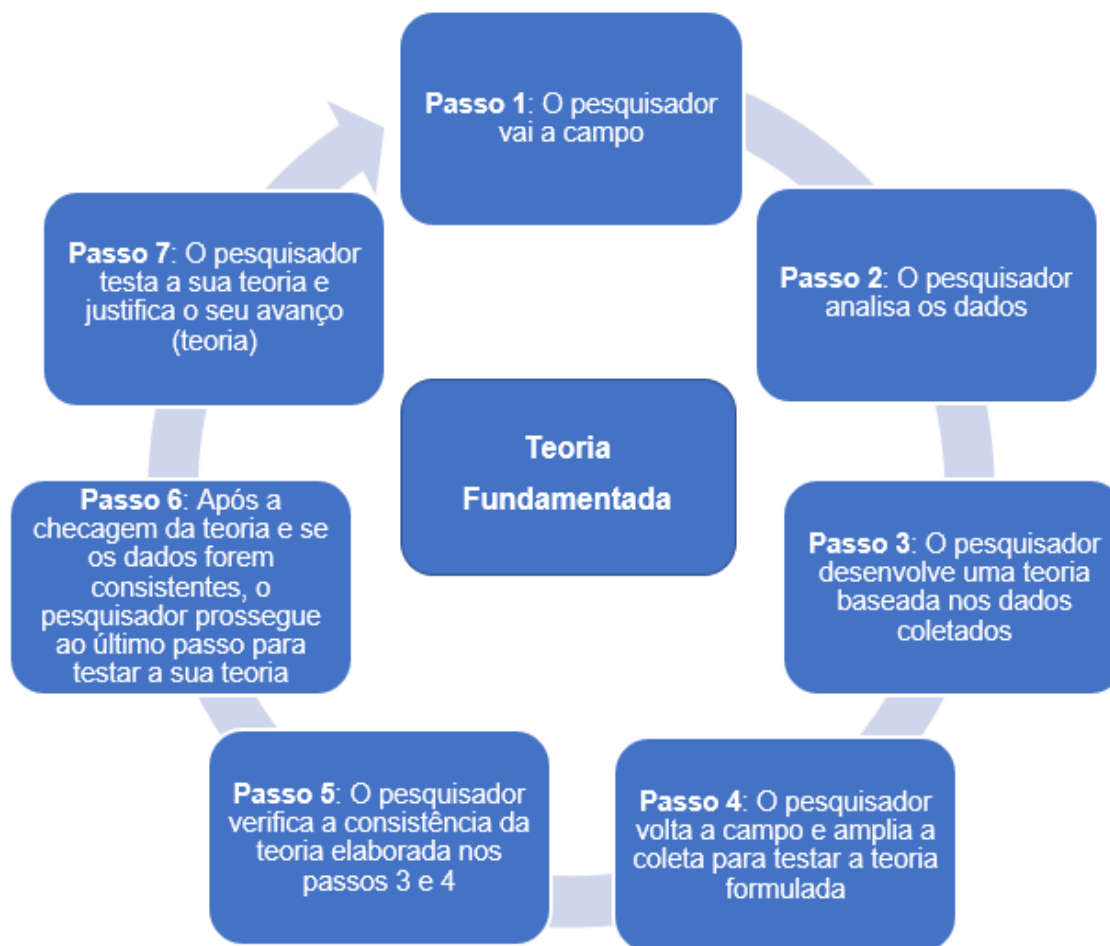 Passo 1: O pesquisador
vai a campo
Passo 2: O pesquisador
analisa os dados
Passo 3: O pesquisador
desenvolve uma teoria
baseada nos dados
coletados
Passo 4: O pesquisador
volta a campo e amplia a
coleta para testar a teoria
formulada
Passo 5: O pesquisador
verifica a consistência da
teoria elaborada nos
passos 3 e 4
Passo 6: Após a
checagem da teoria e se
os dados forem
consistentes, o
pesquisador prossegue
ao último passo para
testar a sua teoria
Passo 7: O pesquisador
testa a sua teoria e
justifica o seu avanço
(teoria)
Teoria
Fundamentada